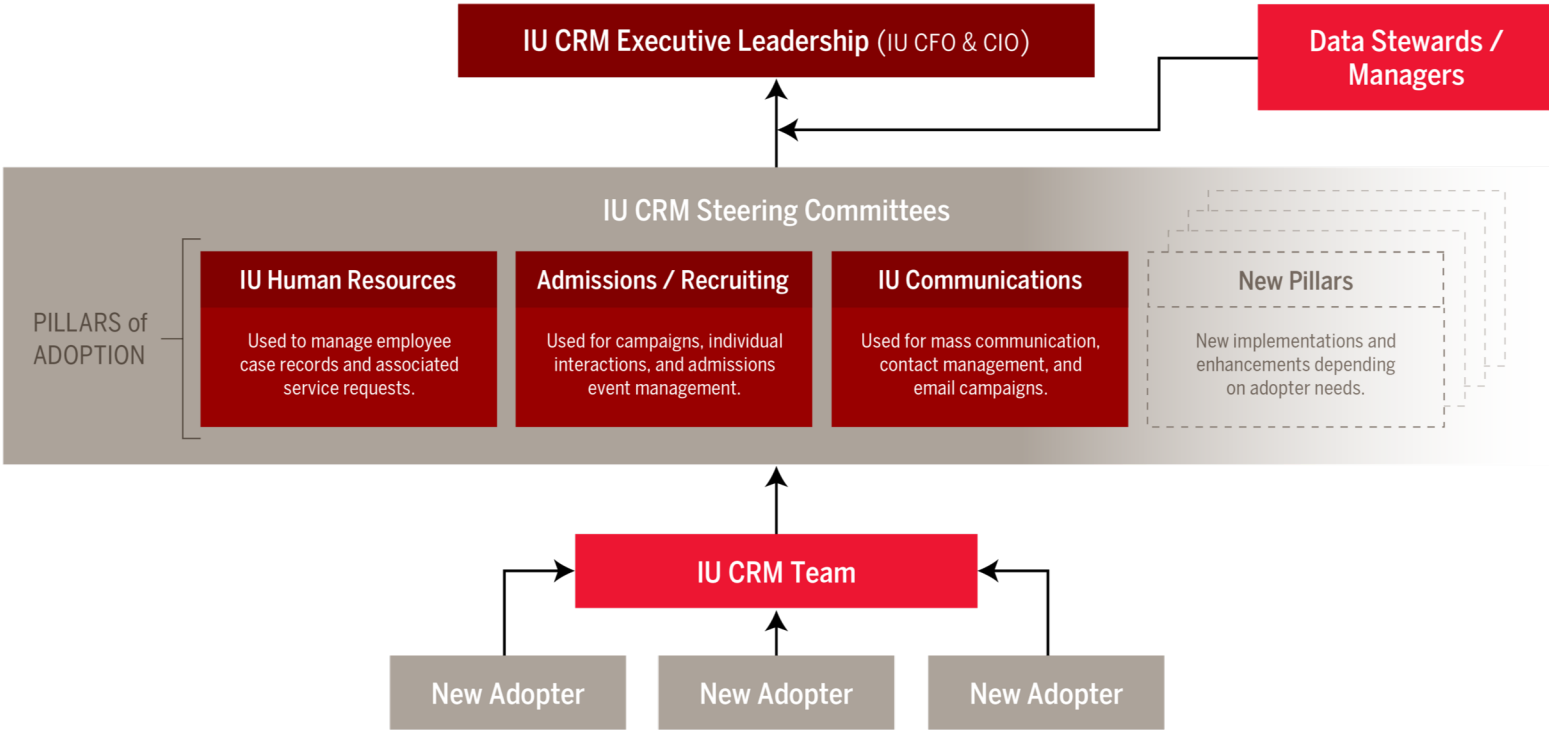 IU CRM Executive Leadership (IU CFO & CIO)
Data Stewards /
Managers
IU CRM Steering Committees
PILLARS of
ADOPTION
IU Human Resources
Used to manage employee
case records and associated
service requests.
Admissions / Recruiting
Used for campaigns, individual
interactions, and admissions
event management.
IU Communications
Used for mass communication,
contact management, and
email campaigns.
New Pillars
New implementations and
enhancements depending
on adopter needs.
IU CRM Team
New Adopter
New Adopter
New Adopter